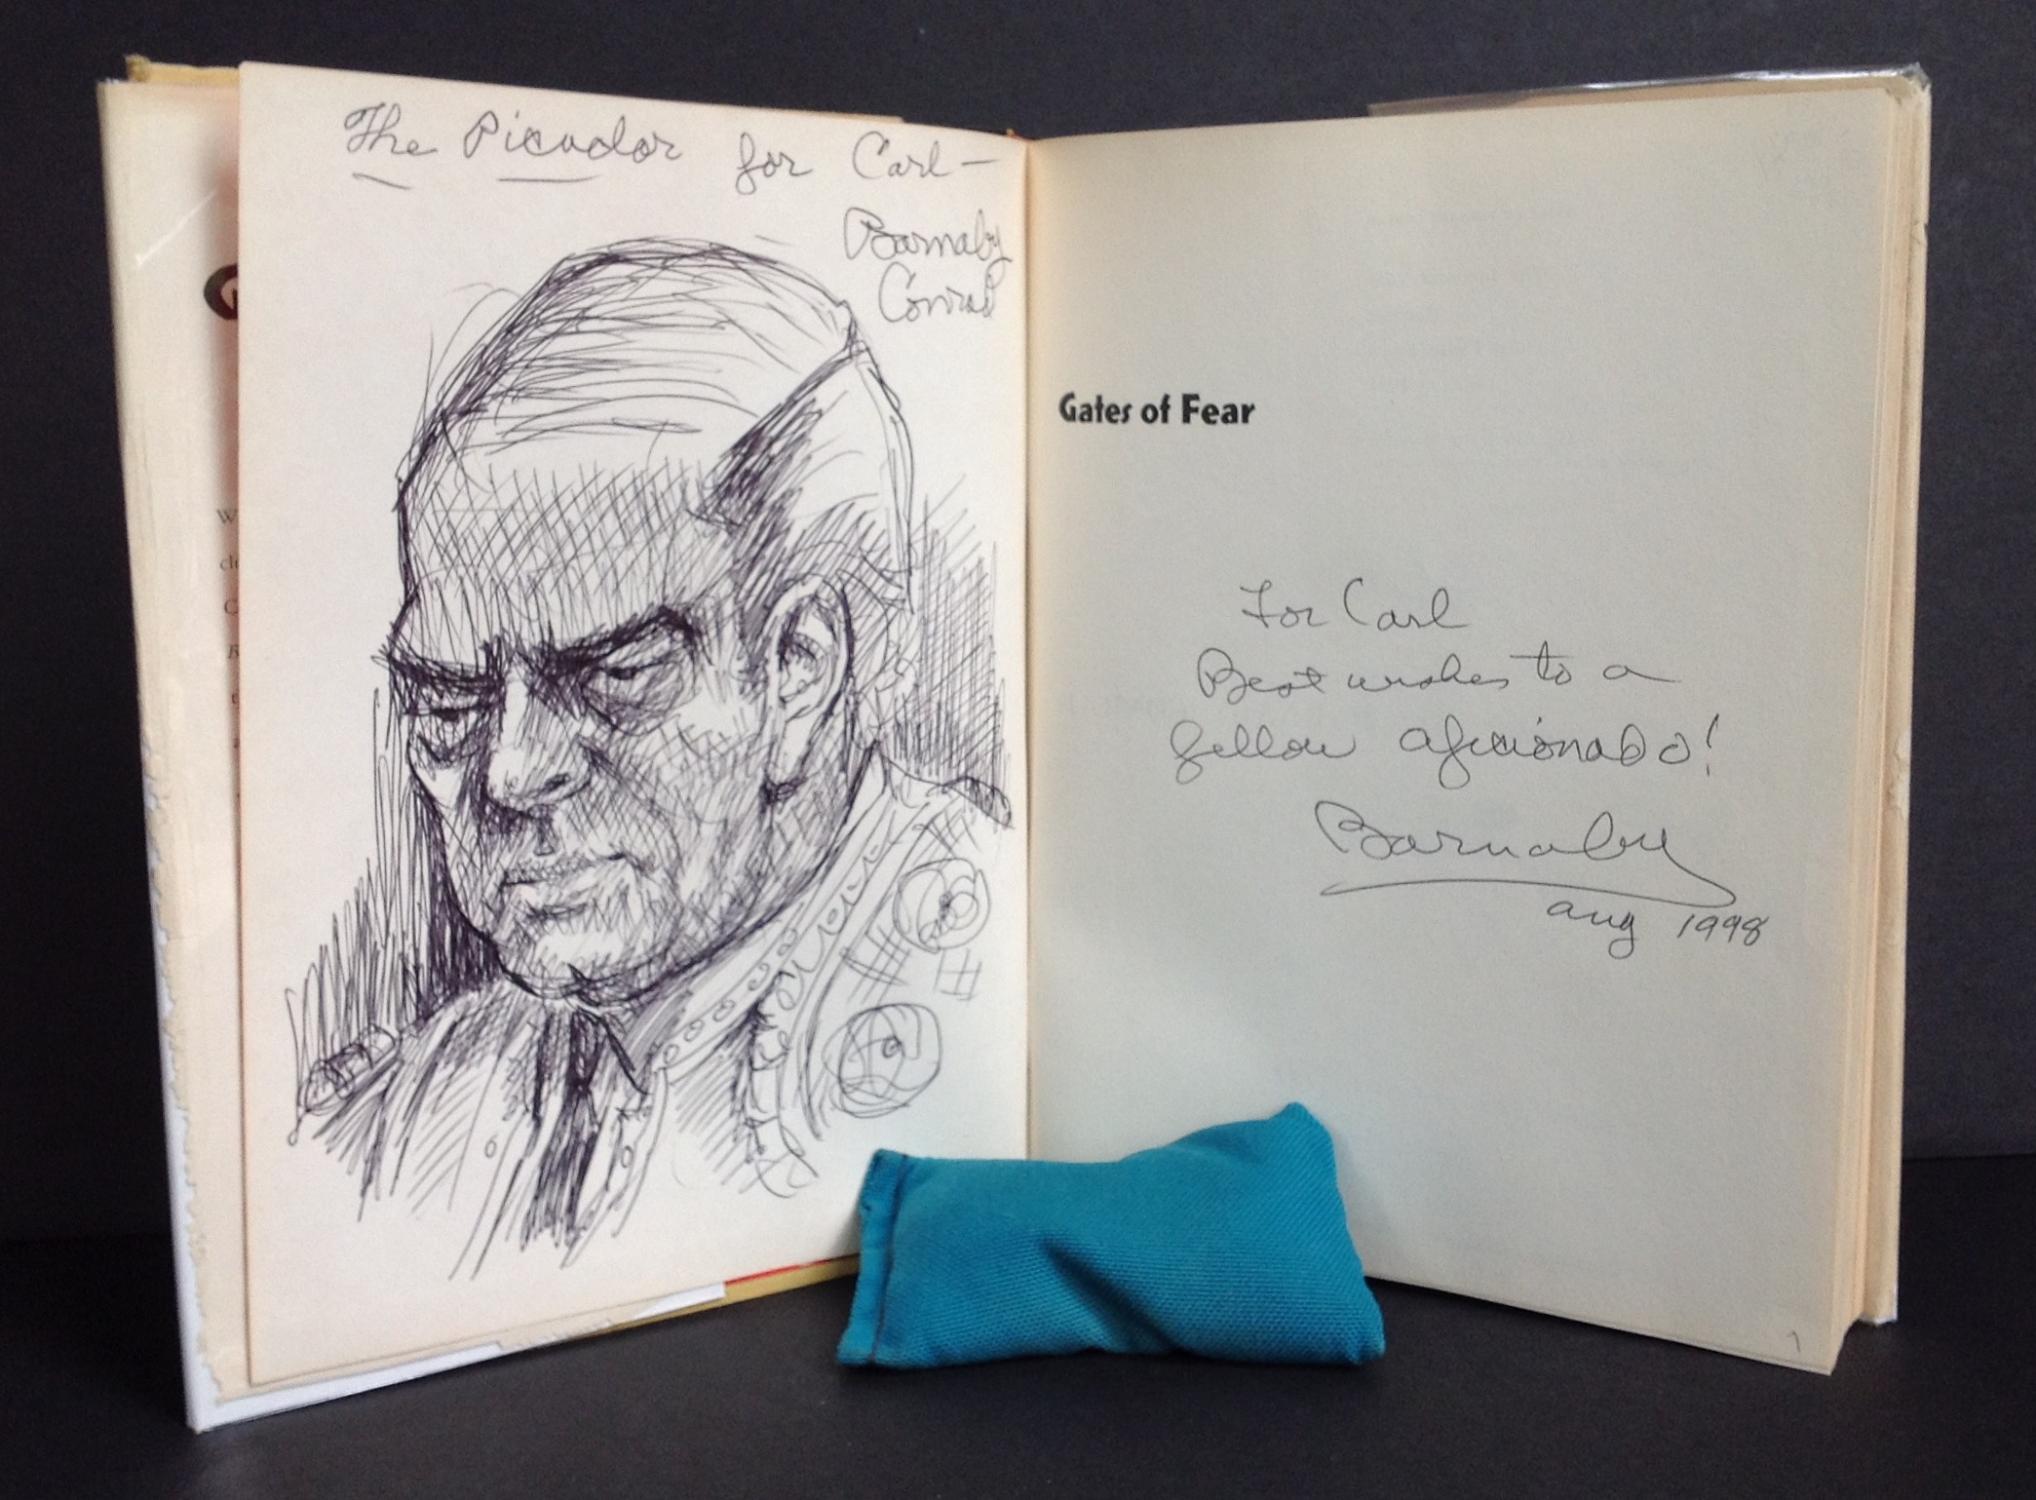 The Picador for Carl —
Barnaby
Conrad
Gates of Fear
For Carl
Best wishes to a
fellow aficionado!
Barnaby
aug 1998